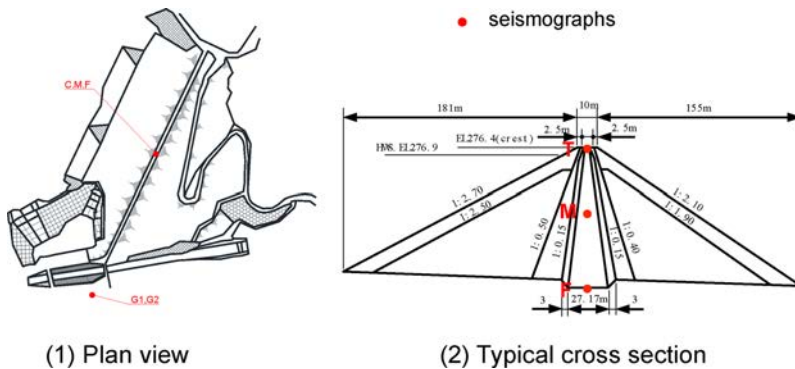 seismographs
C.M.F
G1,G2
(1) Plan view
181m
10m
155m
2.5m
2.5m
EL276.4(crest)
HWS.EL276.9
T
1:2.70
1:2.50
1:0.50
1:0.15
M
1:0.15
1:0.40
1:2.10
1:1.90
F
3
27.17m
3
(2) Typical cross section